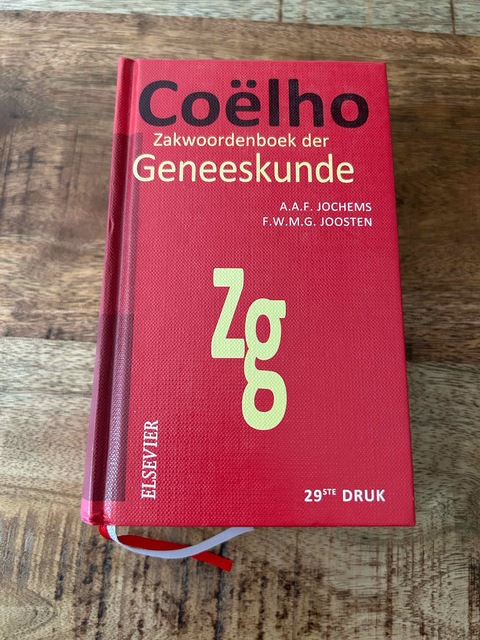 Coëlho
Zakwoordenboek der
Geneeskunde
A.A.F. JOCHEMS
F.W.M.G. JOOSTEN
Zg
ELSEVIER
29STE DRUK